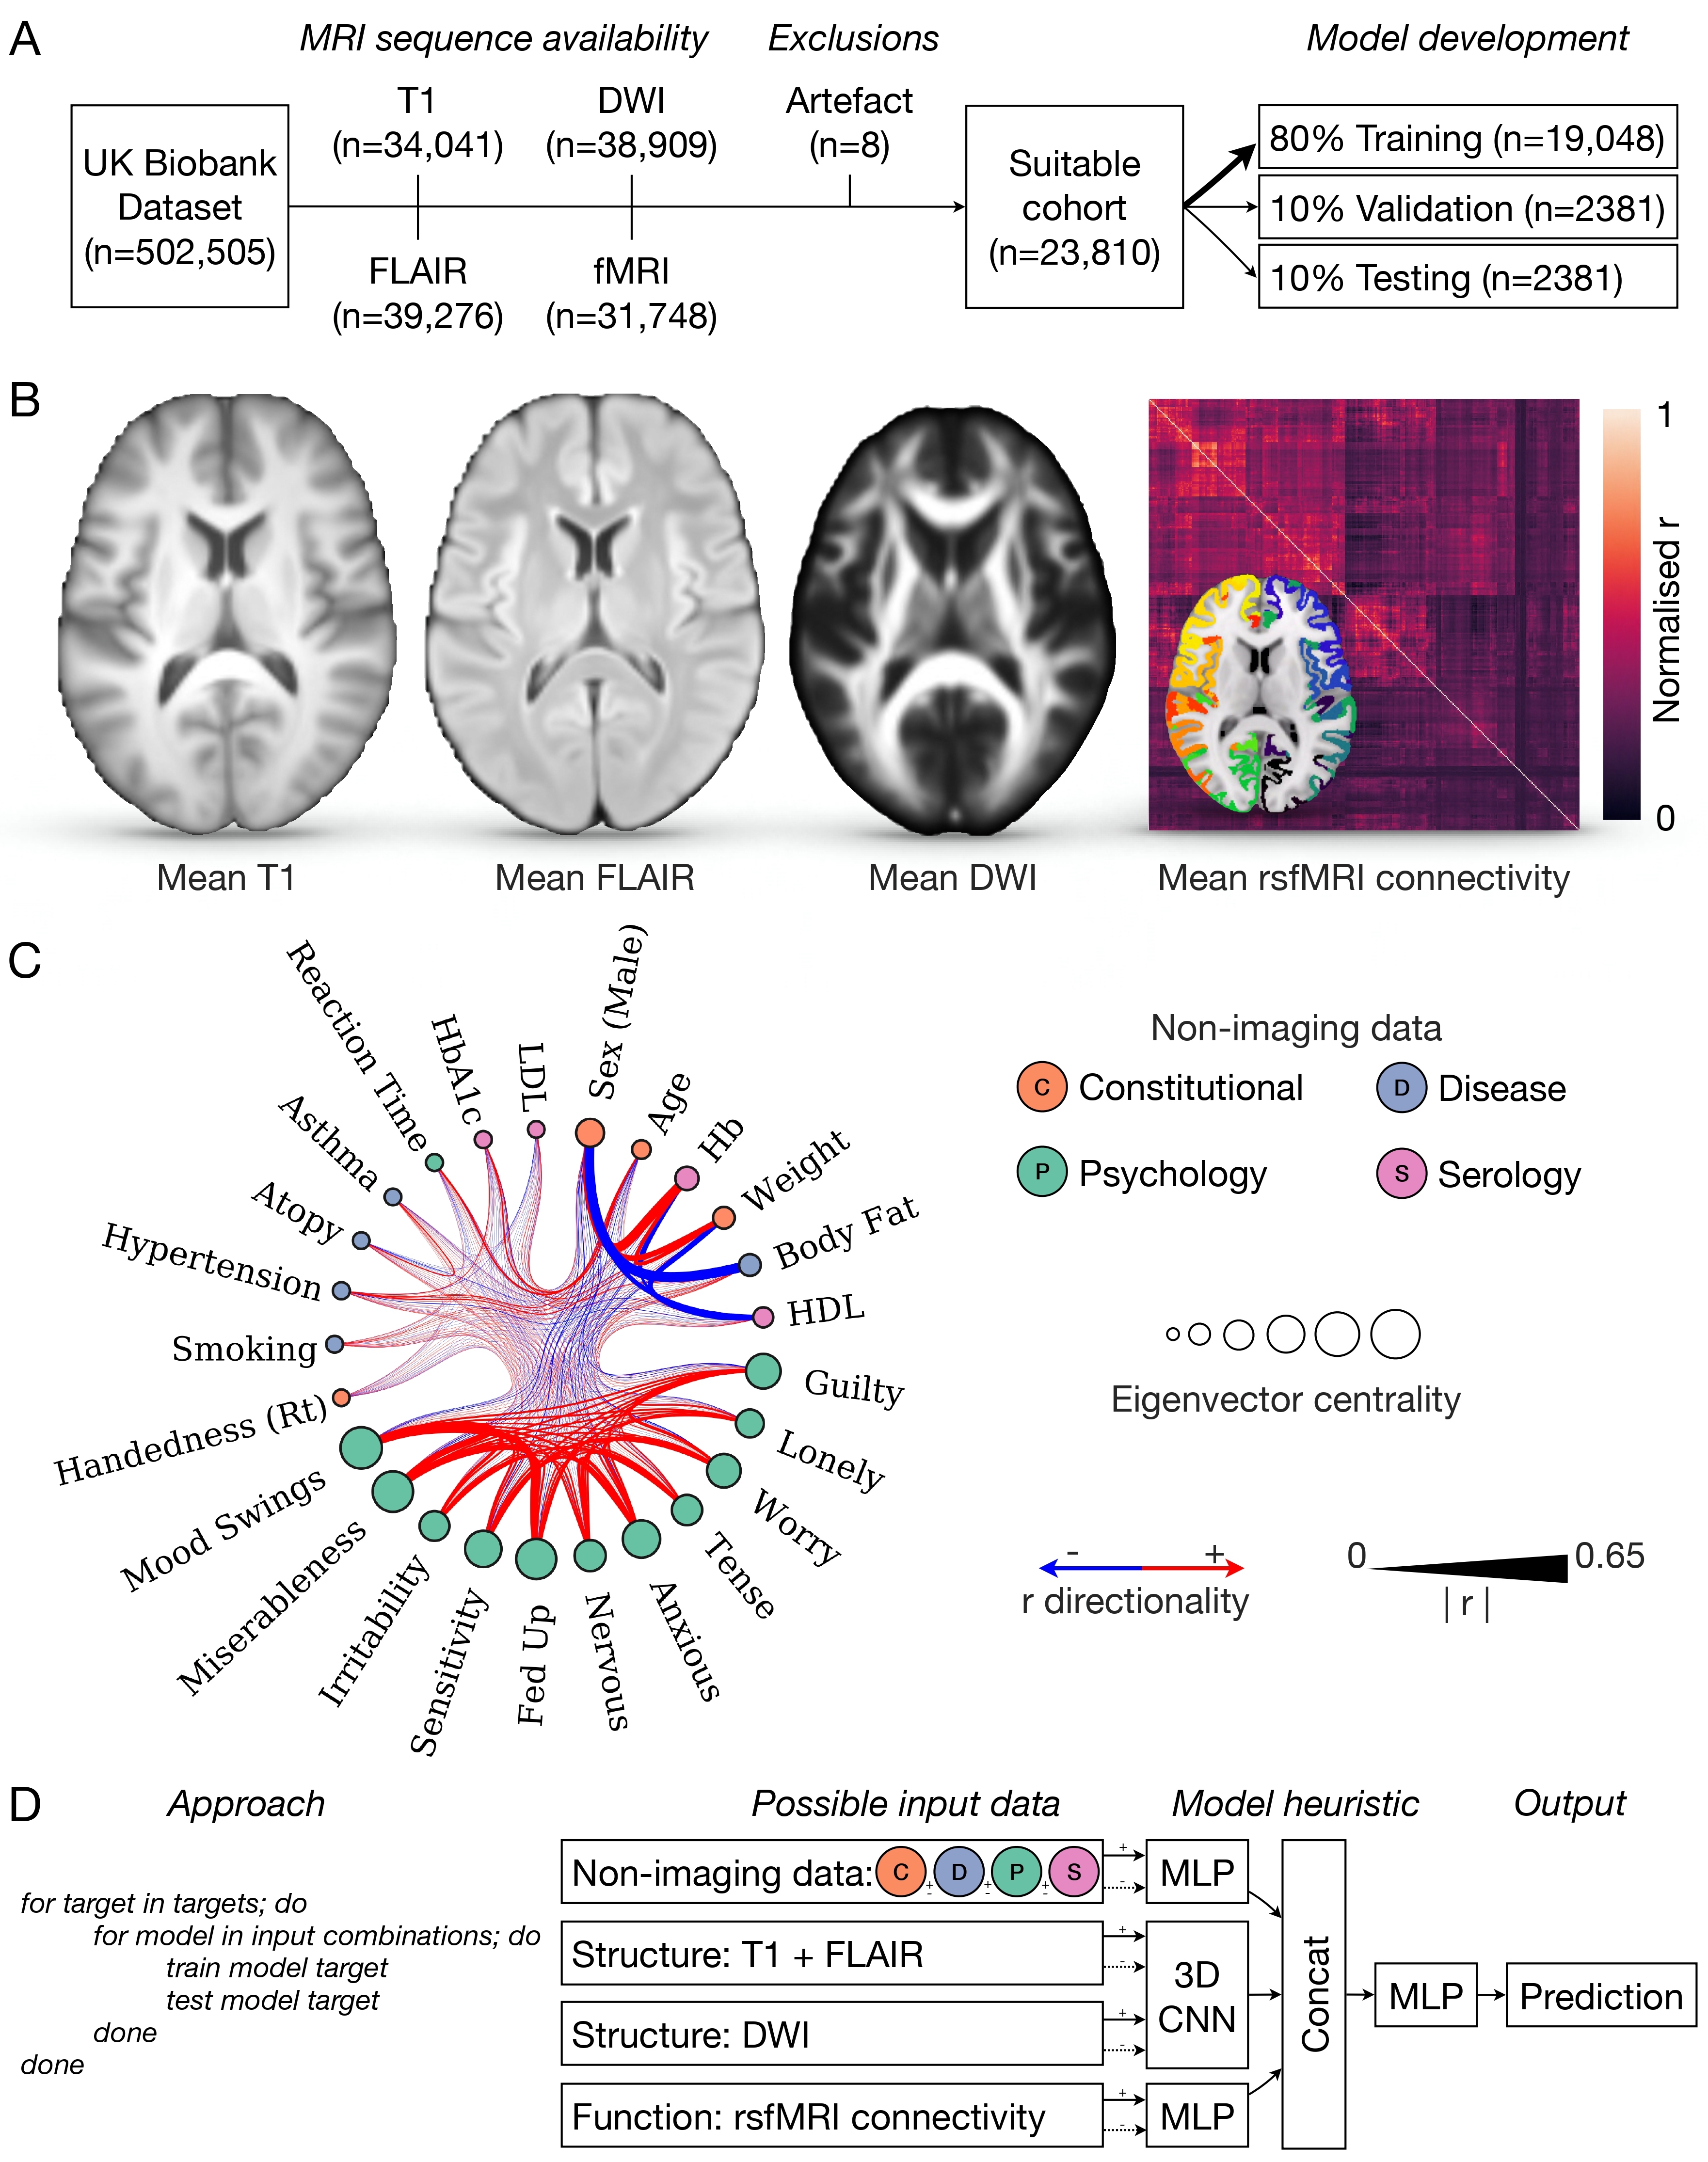 A
MRI sequence availability
Exclusions
Model development
UK Biobank
Dataset
(n=502,505)
T1
(n=34,041)
DWI
(n=38,909)
FLAIR
(n=39,276)
fMRI
(n=31,748)
Artefact
(n=8)
Suitable
cohort
(n=23,810)
80% Training (n=19,048)
10% Validation (n=2381)
10% Testing (n=2381)
B
Mean T1
Mean FLAIR
Mean DWI
Mean rsfMRI connectivity
1
Normalised r
0
C
Sex (Male)
Age
Hb
Weight
Body Fat
HDL
Guilty
Lonely
Worry
Tense
Anxious
Nervous
Fed Up
Sensitivity
Irritability
Miserableness
Mood Swings
Handedness (Rt)
Smoking
Hypertension
Atopy
Asthma
Reaction Time
HbA1c
LDL
Non-imaging data
C Constitutional
D Disease
P Psychology
S Serology
Eigenvector centrality
- +
r directionality
0 0.65
| r |
D
Approach
Possible input data
Model heuristic
Output
for target in targets; do
for model in input combinations; do
train model target
test model target
done
done
Non-imaging data: C + - D + - P + - S
+
-
Structure: T1 + FLAIR
+
-
Structure: DWI
+
-
Function: rsfMRI connectivity
+
-
MLP
3D
CNN
MLP
Concat
MLP
Prediction